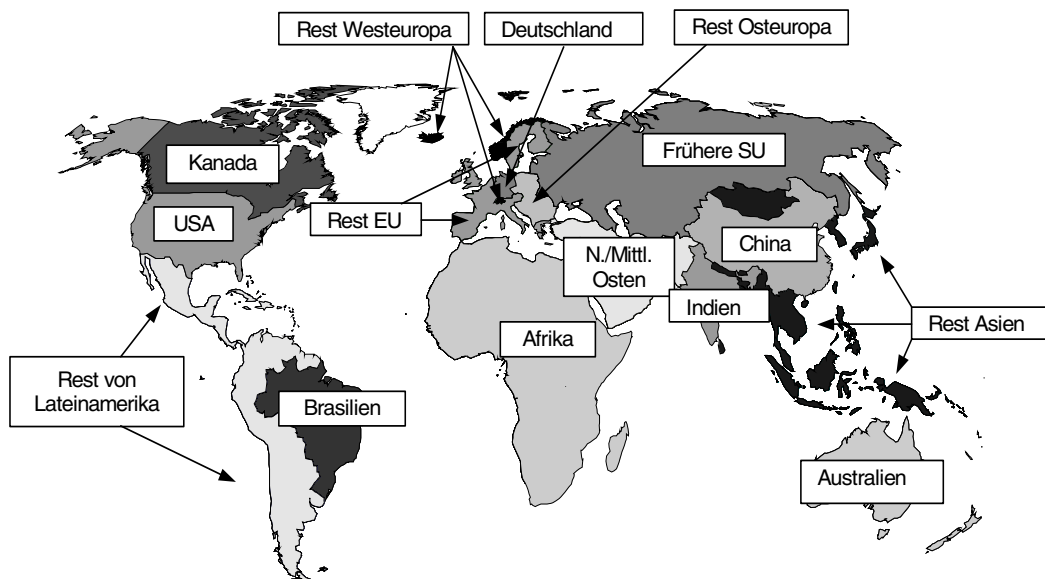 Rest Westeuropa
Deutschland
Rest Osteuropa
Kanada
Frühere SU
USA
Rest EU
China
N./Mittl.
Osten
Indien
Rest Asien
Afrika
Rest von
Lateinamerika
Brasilien
Australien